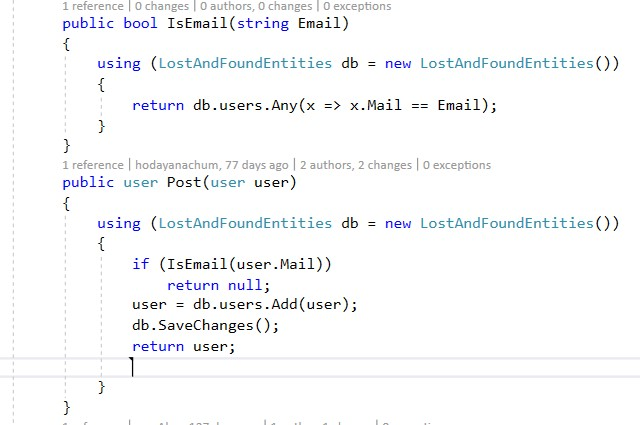 1 reference | 0 changes | 0 authors, 0 changes | 0 exceptions
public bool IsEmail(string Email)
{
using (LostAndFoundEntities db = new LostAndFoundEntities())
{
return db.users.Any(x => x.Mail == Email);
}
}
1 reference | hodayanachum, 77 days ago | 2 authors, 2 changes | 0 exceptions
public user Post(user user)
{
using (LostAndFoundEntities db = new LostAndFoundEntities())
{
if (IsEmail(user.Mail))
return null;
user = db.users.Add(user);
db.SaveChanges();
return user;
}
}